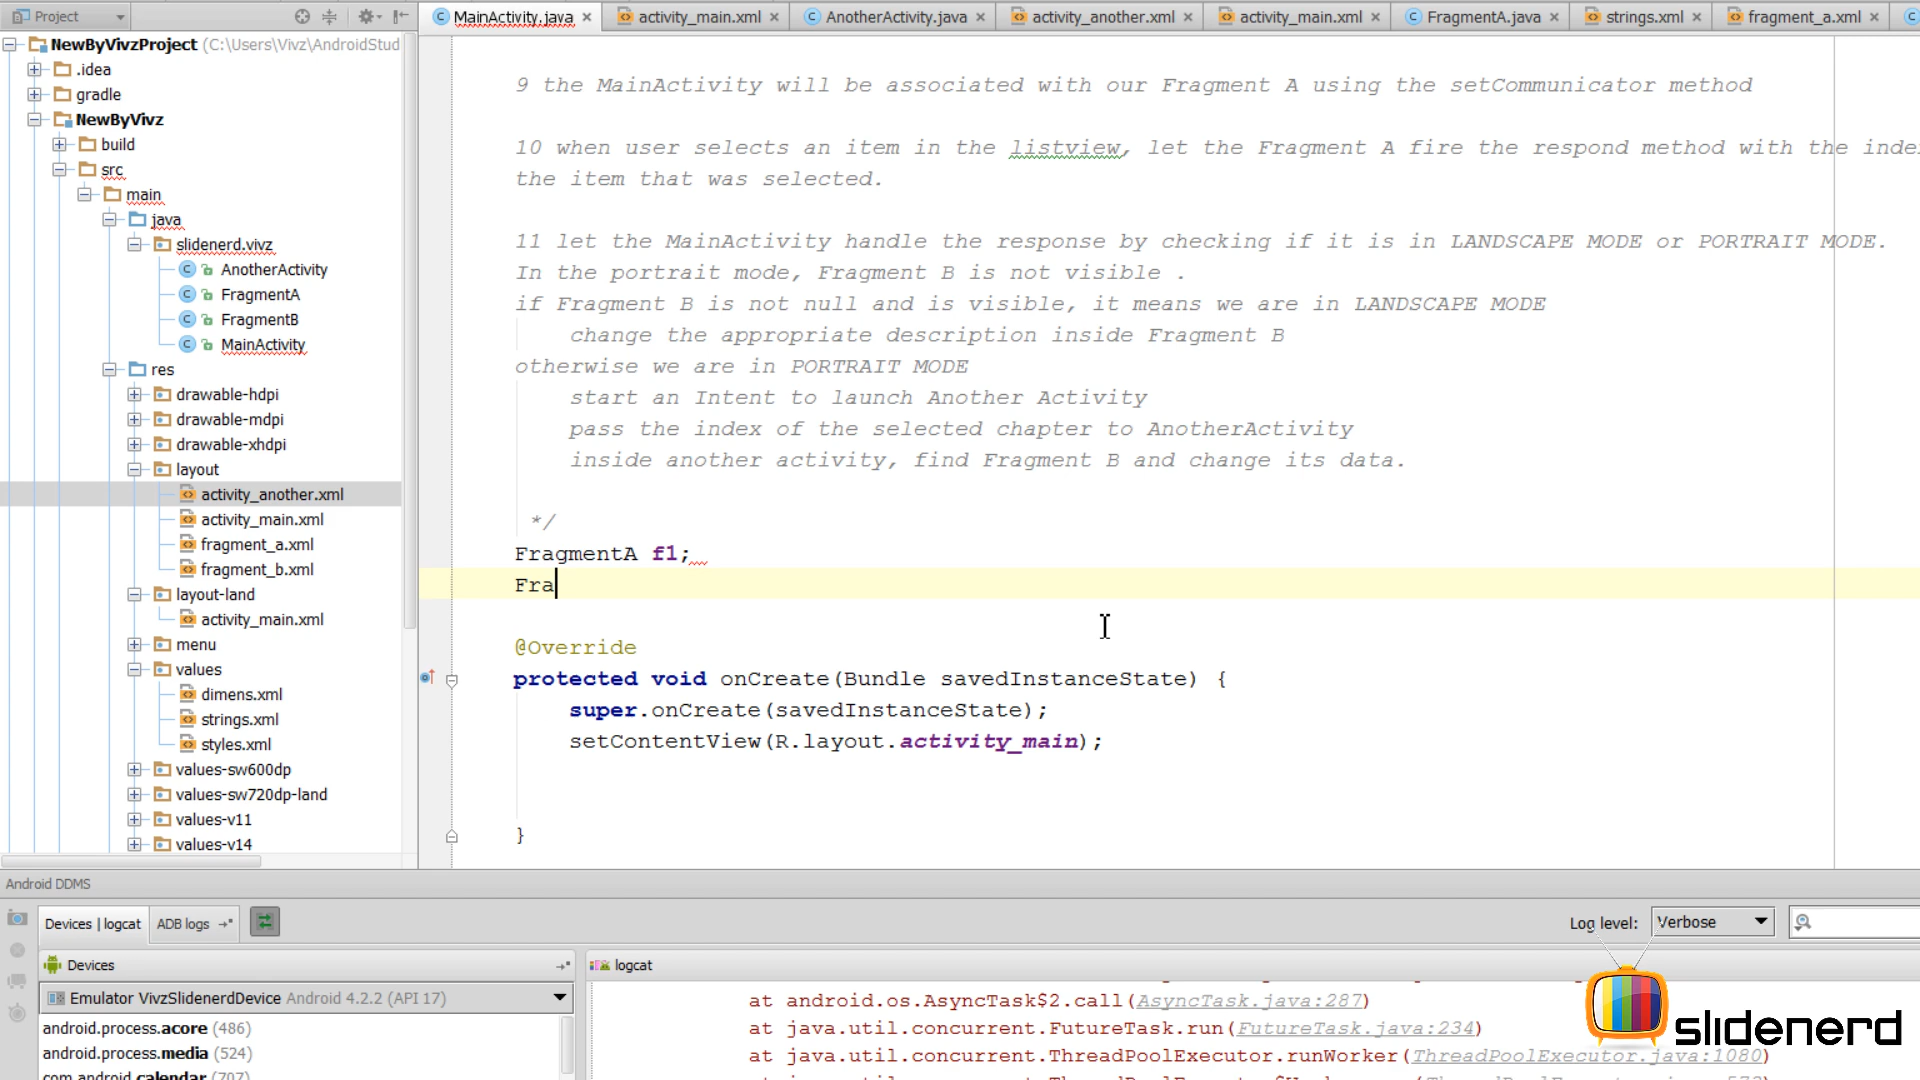 Project
MainActivity.java
activity_main.xml
AnotherActivity.java
activity_another.xml
activity_main.xml
FragmentA.java
strings.xml
fragment_a.xml
NewByVivzProject (C:\Users\Vivz\AndroidStud
.idea
gradle
NewByVivz
build
src
main
java
slidenerd.vivz
AnotherActivity
FragmentA
FragmentB
MainActivity
res
drawable-hdpi
drawable-mdpi
drawable-xhdpi
layout
activity_another.xml
activity_main.xml
fragment_a.xml
fragment_b.xml
layout-land
activity_main.xml
menu
values
dimens.xml
strings.xml
styles.xml
values-sw600dp
values-sw720dp-land
values-v11
values-v14
9 the MainActivity will be associated with our Fragment A using the setCommunicator method
10 when user selects an item in the listview, let the Fragment A fire the respond method with the inde
the item that was selected.
11 let the MainActivity handle the response by checking if it is in LANDSCAPE MODE or PORTRAIT MODE.
In the portrait mode, Fragment B is not visible .
if Fragment B is not null and is visible, it means we are in LANDSCAPE MODE
change the appropriate description inside Fragment B
otherwise we are in PORTRAIT MODE
start an Intent to launch Another Activity
pass the index of the selected chapter to AnotherActivity
inside another activity, find Fragment B and change its data.
*/
FragmentA f1;
Fra
@Override
protected void onCreate(Bundle savedInstanceState) {
super.onCreate(savedInstanceState);
setContentView(R.layout.activity_main);
}
Android DDMS
Devices | logcat
ADB logs
Log level:
Verbose
Devices
logcat
Emulator VivzSlidenerdDevice Android 4.2.2 (API 17)
android.process.acore (486)
android.process.media (524)
com.android.calendar (707)
at android.os.AsyncTask$2.call(AsyncTask.java:287)
at java.util.concurrent.FutureTask.run(FutureTask.java:234)
at java.util.concurrent.ThreadPoolExecutor.runWorker(ThreadPoolExecutor.java:1080)
slidenerd